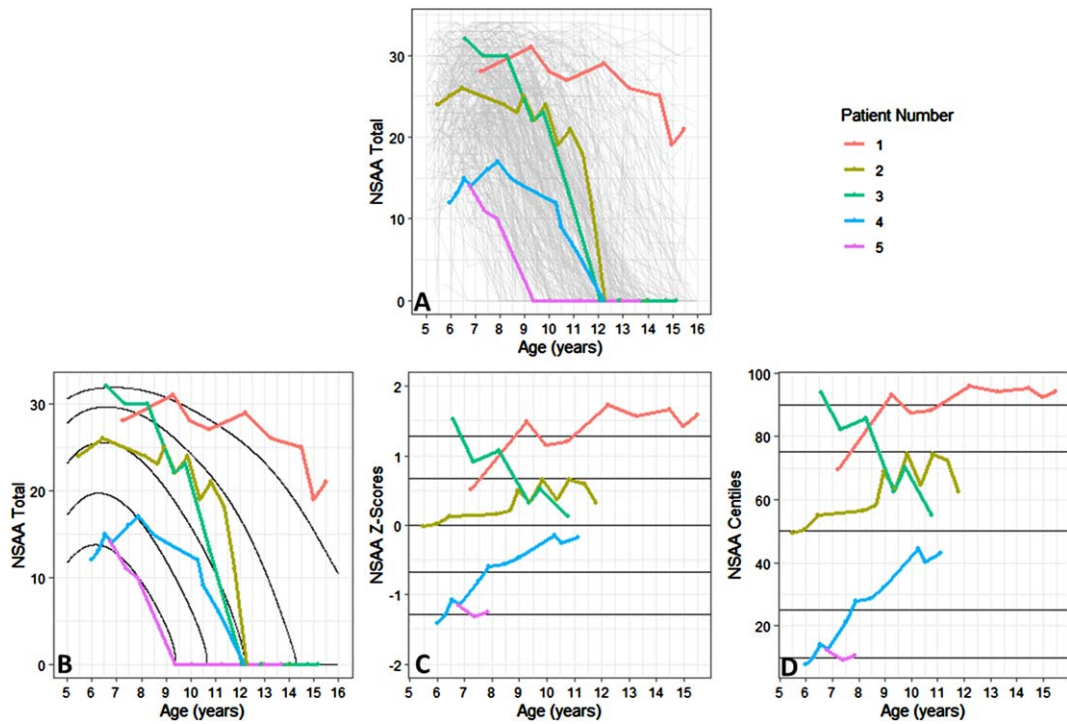 NSAA Total
30
20
10
0
A
5 6 7 8 9 10 11 12 13 14 15 16
Age (years)
Patient Number
1
2
3
4
5
NSAA Total
30
20
10
0
B
5 6 7 8 9 10 11 12 13 14 15 16
Age (years)
NSAA Z-Scores
2
1
0
-1
-2
C
5 6 7 8 9 10 11 12 13 14 15
Age (years)
NSAA Centiles
100
80
60
40
20
D
5 6 7 8 9 10 11 12 13 14 15
Age (years)